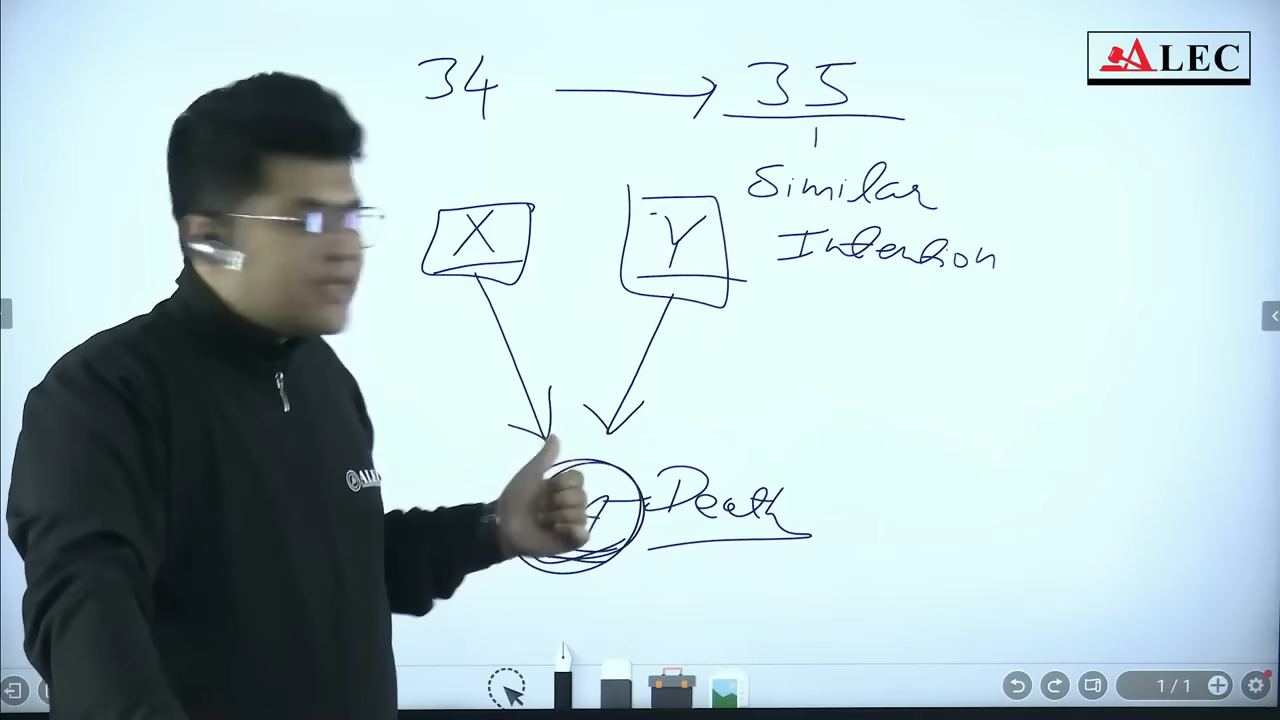 34 → 35
Similar
Intention
X
Y
Death
ALEC
1/1